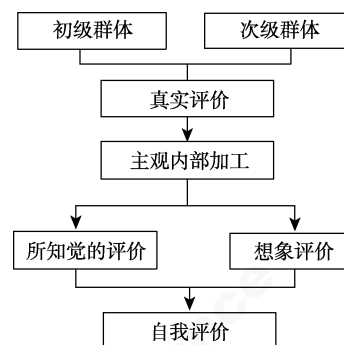 初级群体
次级群体
真实评价
主观内部加工
所知觉的评价
想象评价
自我评价